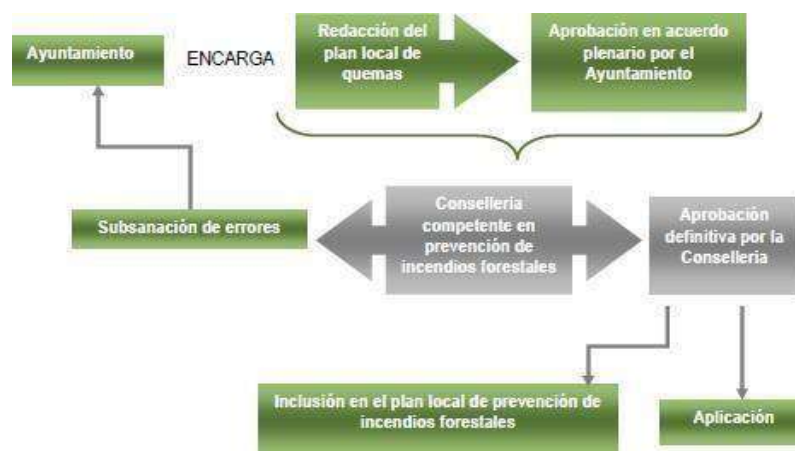 Ayuntamiento
ENCARGA
Redacción del
plan local de
quemas
Aprobación en acuerdo
plenario por el
Ayuntamiento
Subsanación de errores
Conselleria
competente en
prevención de
incendios forestales
Aprobación
definitiva por la
Conselleria
Inclusión en el plan local de prevención de
incendios forestales
Aplicación